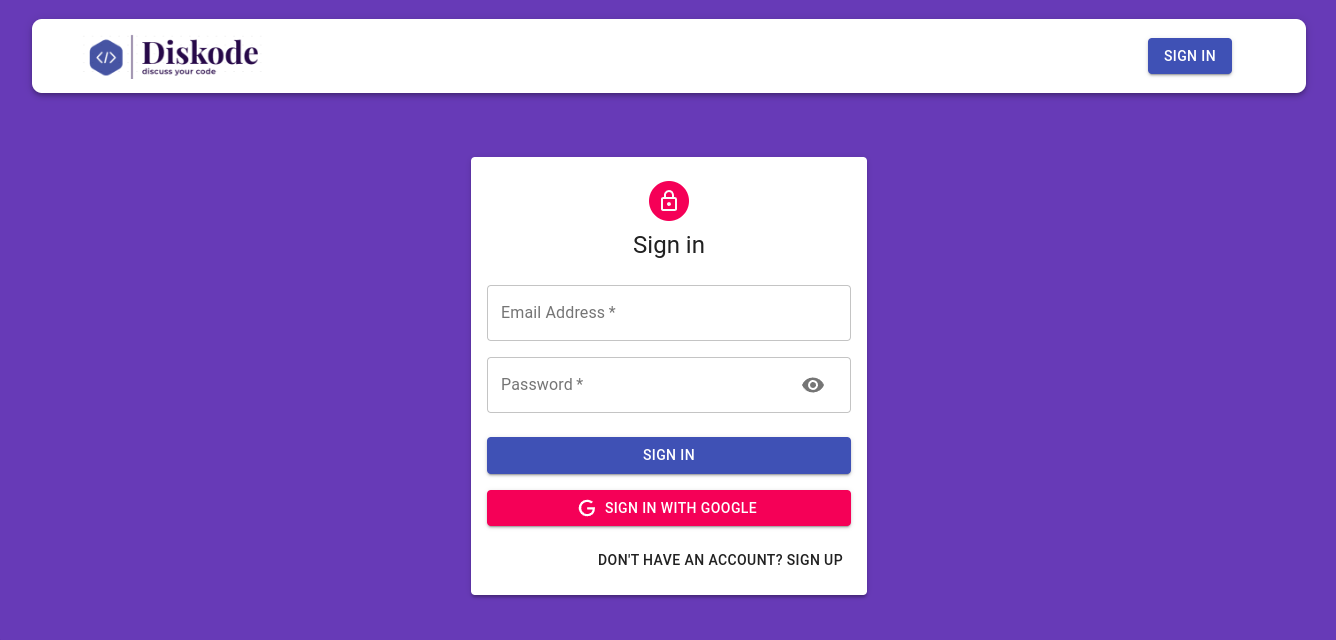 </> Diskode
discuss your code
SIGN IN
Sign in
Email Address *
Password *
SIGN IN
G SIGN IN WITH GOOGLE
DON'T HAVE AN ACCOUNT? SIGN UP